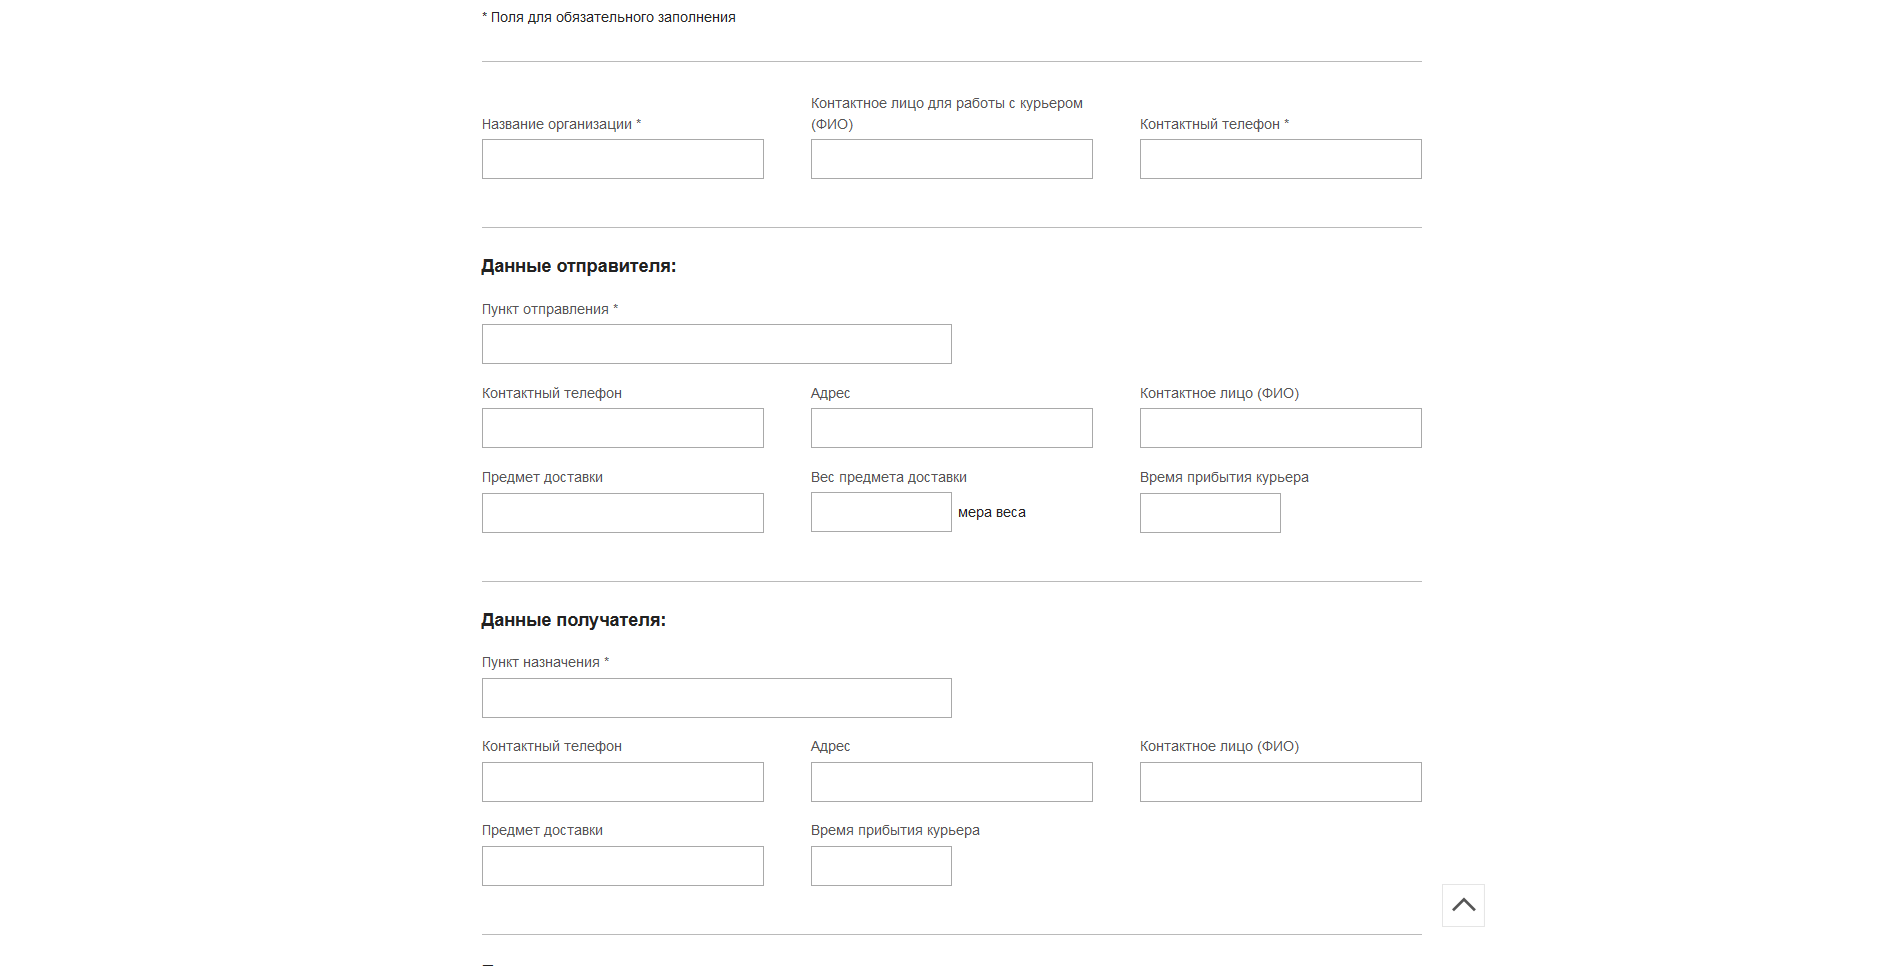 * Поля для обязательного заполнения
Название организации *
Контактное лицо для работы с курьером
(ФИО)
Контактный телефон *
Данные отправителя:
Пункт отправления *
Контактный телефон
Адрес
Контактное лицо (ФИО)
Предмет доставки
Вес предмета доставки
мера веса
Время прибытия курьера
Данные получателя:
Пункт назначения *
Контактный телефон
Адрес
Контактное лицо (ФИО)
Предмет доставки
Время прибытия курьера